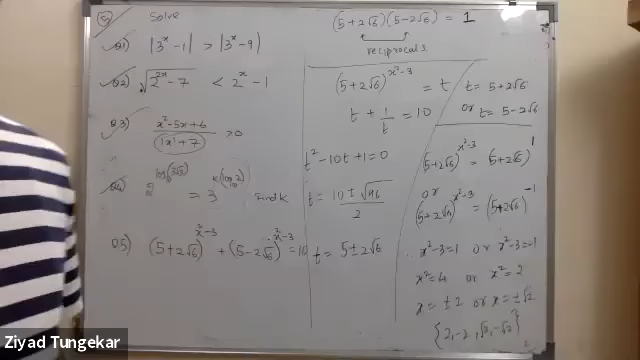 Solve
(5+2√6)(5-2√6) = 1
reciprocals
Q1) |3^x - 1| > |3^x - 9|
Q2) √(2^(2x) - 7) < 2^x - 1
Q3) (x²-5x+6)/(|x|+7) > 0
Q4)
= 3
Find K
Q5) (5+2√6)^(x²-3) + (5-2√6)^(x²-3) = 10
(5+2√6)^(x²-3) = t
t + 1/t = 10
t² - 10t + 1 = 0
t = (10 ± √96)/2
t = 5 ± 2√6
t = 5+2√6
or t = 5-2√6
(5+2√6)^(x²-3) = (5+2√6)^1
or
(5+2√6)^(x²-3) = (5+2√6)^-1
x²-3=1 or x²-3=-1
x²=4 or x²=2
x = ±2 or x = ±√2
{2,-2,√2,-√2}
Ziyad Tungekar